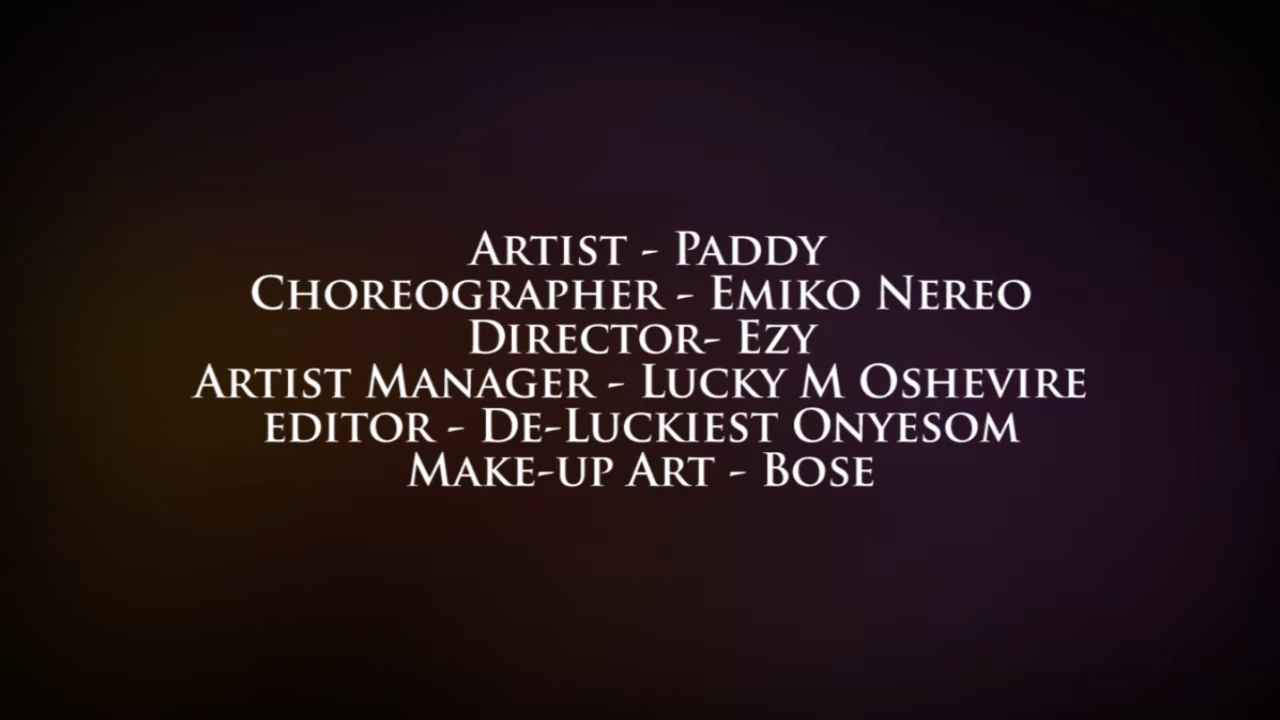 Artist - Paddy
Choreographer - Emiko Nereo
Director- Ezy
Artist Manager - Lucky M Oshevire
editor - De-Luckiest Onyesom
Make-up Art - Bose